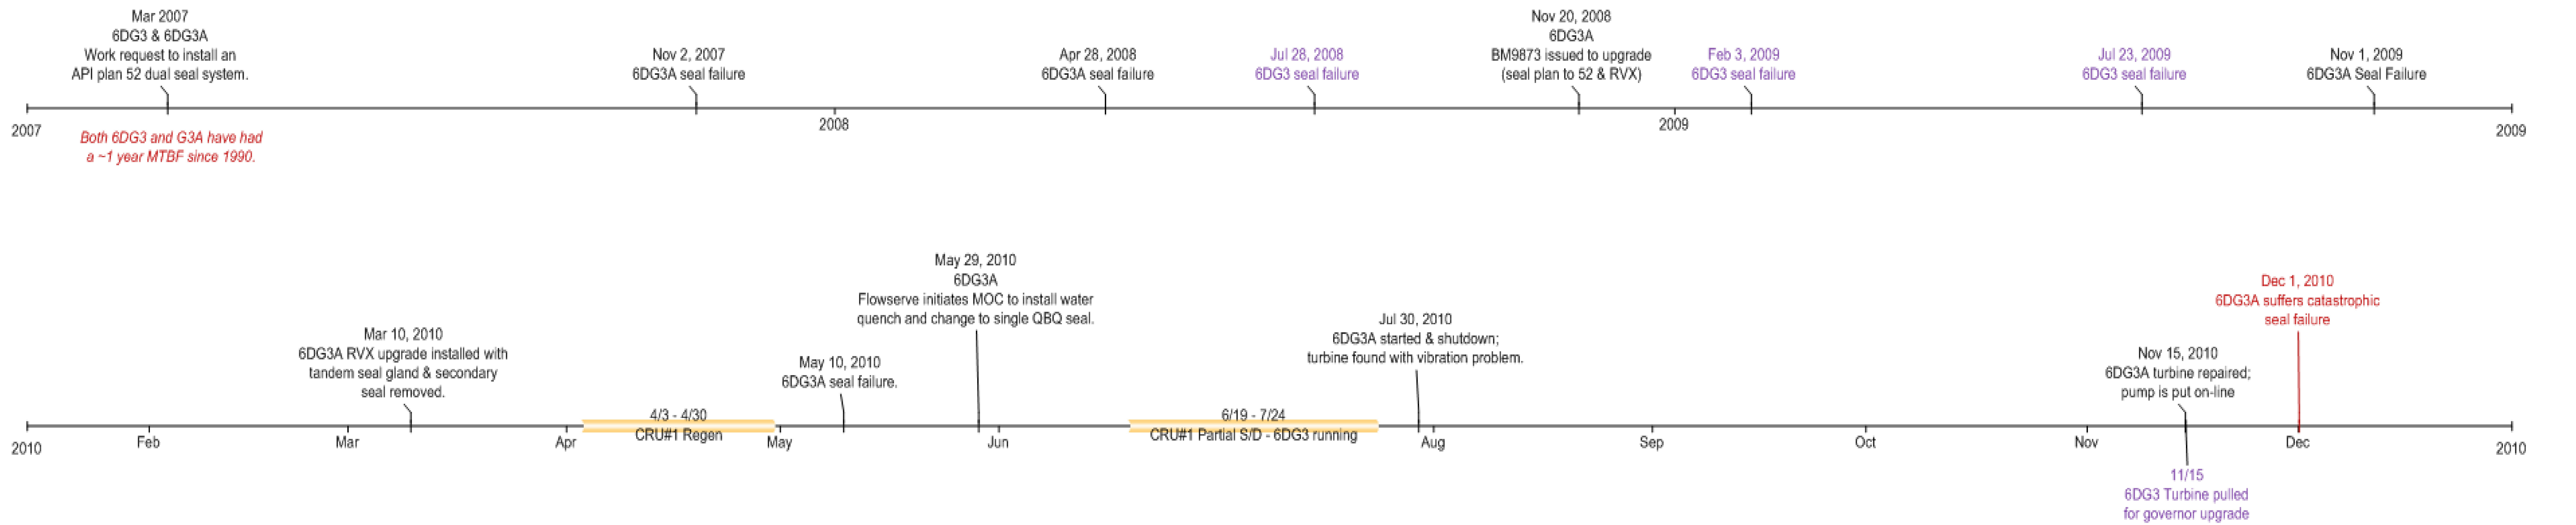 Mar 2007
6DG3 & 6DG3A
Work request to install an
API plan 52 dual seal system.
Nov 2, 2007
6DG3A seal failure
Apr 28, 2008
6DG3A seal failure
Jul 28, 2008
6DG3 seal failure
Nov 20, 2008
6DG3A
BM9873 issued to upgrade
(seal plan to 52 & RVX)
Feb 3, 2009
6DG3 seal failure
Jul 23, 2009
6DG3 seal failure
Nov 1, 2009
6DG3A Seal Failure
2007
2008
2009
2009
Both 6DG3 and G3A have had
a ~1 year MTBF since 1990.
Mar 10, 2010
6DG3A RVX upgrade installed with
tandem seal gland & secondary
seal removed.
May 10, 2010
6DG3A seal failure.
May 29, 2010
6DG3A
Flowserve initiates MOC to install water
quench and change to single QBQ seal.
Jul 30, 2010
6DG3A started & shutdown;
turbine found with vibration problem.
Nov 15, 2010
6DG3A turbine repaired;
pump is put on-line
Dec 1, 2010
6DG3A suffers catastrophic
seal failure
4/3 - 4/30
CRU#1 Regen
6/19 - 7/24
CRU#1 Partial S/D - 6DG3 running
2010
Feb
Mar
Apr
May
Jun
Aug
Sep
Oct
Nov
Dec
2010
11/15
6DG3 Turbine pulled
for governor upgrade